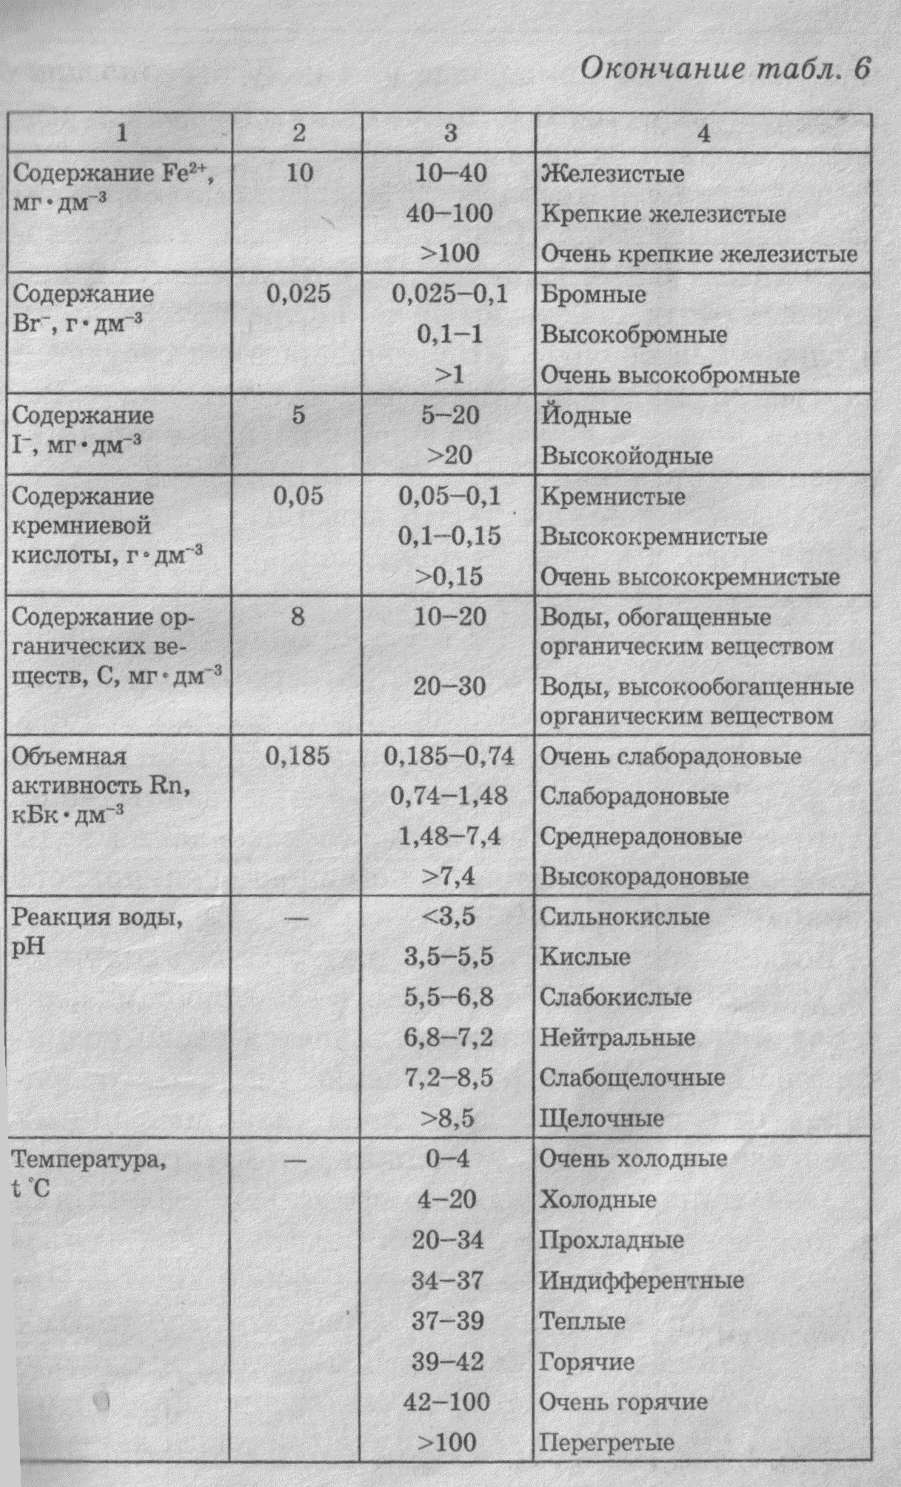 Окончание табл. 6
1 2 3 4
Содержание Fe²⁺, 10 10–40 Железистые
мг·дм⁻³
40–100 Крепкие железистые
>100 Очень крепкие железистые
Содержание 0,025 0,025–0,1 Бромные
Br⁻, г·дм⁻³
0,1–1 Высокобромные
>1 Очень высокобромные
Содержание 5 5–20 Йодные
I⁻, мг·дм⁻³
>20 Высокойодные
Содержание 0,05 0,05–0,1 Кремнистые
кремниевой
0,1–0,15 Высококремнистые
кислоты, г·дм⁻³
>0,15 Очень высококремнистые
Содержание ор- 8 10–20 Воды, обогащенные
ганических ве- органическим веществом
ществ, С, мг·дм⁻³
20–30 Воды, высокообогащенные
органическим веществом
Объемная 0,185 0,185–0,74 Очень слаборадоновые
активность Rn,
0,74–1,48 Слаборадоновые
кБк·дм⁻³
1,48–7,4 Среднерадоновые
>7,4 Высокорадоновые
Реакция воды, — <3,5 Сильнокислые
pH
3,5–5,5 Кислые
5,5–6,8 Слабокислые
6,8–7,2 Нейтральные
7,2–8,5 Слабощелочные
>8,5 Щелочные
Температура, — 0–4 Очень холодные
t °C
4–20 Холодные
20–34 Прохладные
34–37 Индифферентные
37–39 Теплые
39–42 Горячие
42–100 Очень горячие
>100 Перегретые